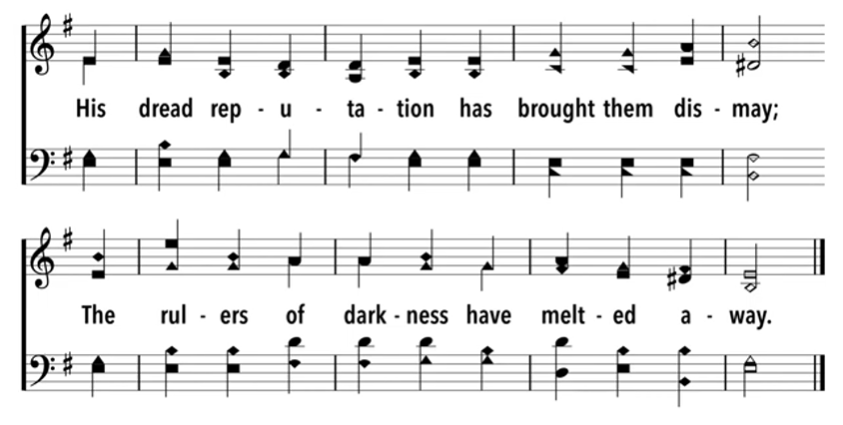 His dread rep - u - ta - tion has brought them dis - may;
The rul - ers of dark - ness have melt - ed a - way.